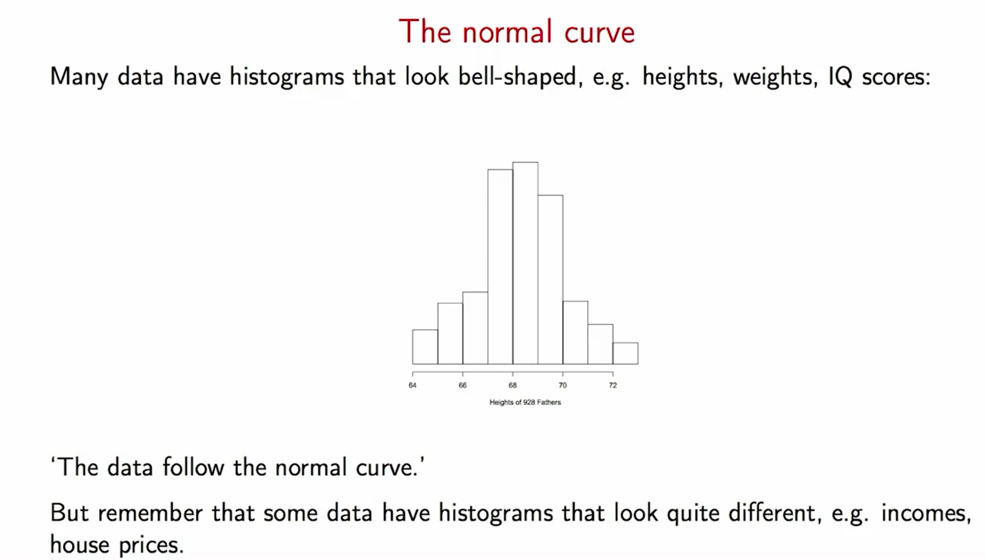 The normal curve
Many data have histograms that look bell-shaped, e.g. heights, weights, IQ scores:
64 66 68 70 72
Heights of 928 Fathers
‘The data follow the normal curve.’
But remember that some data have histograms that look quite different, e.g. incomes,
house prices.